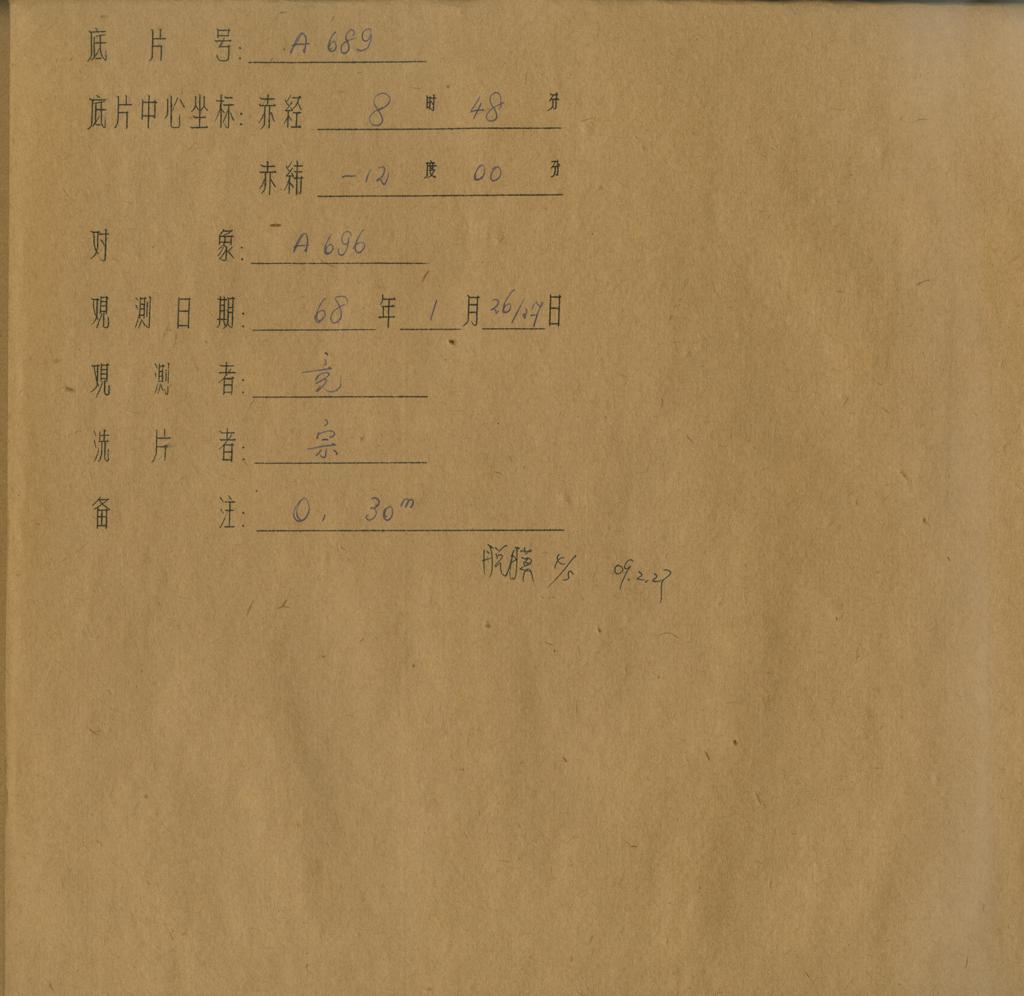 底片号: A 689
底片中心坐标: 赤经 8 时 48 分
赤纬 -12 度 00 分
对象: A 696
观测日期: 68 年 1 月 26/27 日
观测者: 竞
洗片者: 宗
备注: O, 30m
脱膜 09.2.27